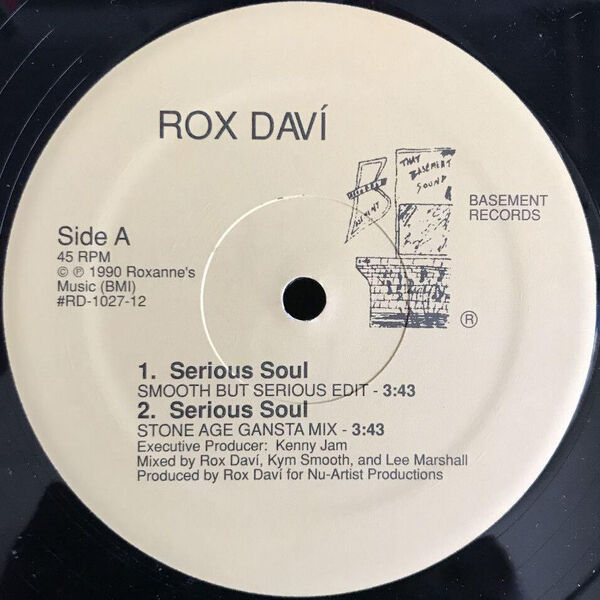 ROX DAVÍ
THAT
BASEMENT
SOUND
BASEMENT
RECORDS
®
Side A
45 RPM
© ℗ 1990 Roxanne's
Music (BMI)
#RD-1027-12
1. Serious Soul
SMOOTH BUT SERIOUS EDIT - 3:43
2. Serious Soul
STONE AGE GANSTA MIX - 3:43
Executive Producer: Kenny Jam
Mixed by Rox Daví, Kym Smooth, and Lee Marshall
Produced by Rox Daví for Nu-Artist Productions